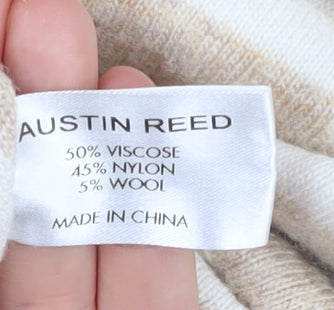 AUSTIN REED
50% VISCOSE
45% NYLON
5% WOOL
MADE IN CHINA